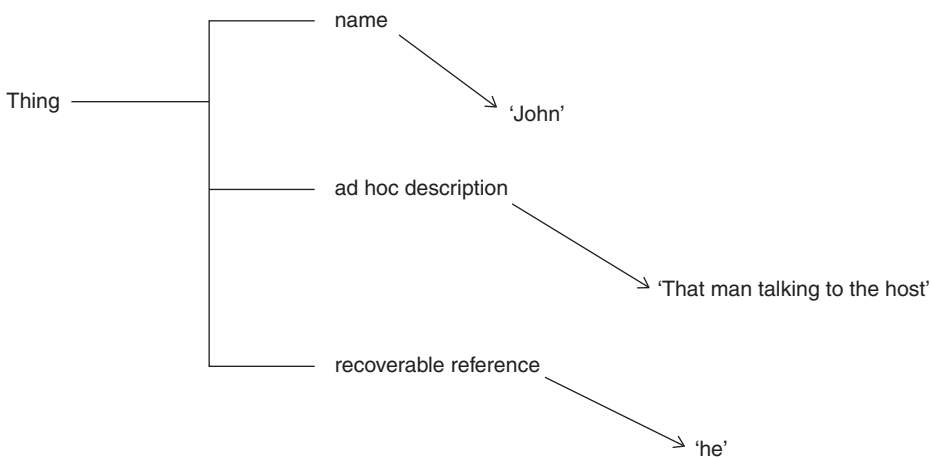 name
Thing
‘John’
ad hoc description
‘That man talking to the host’
recoverable reference
‘he’